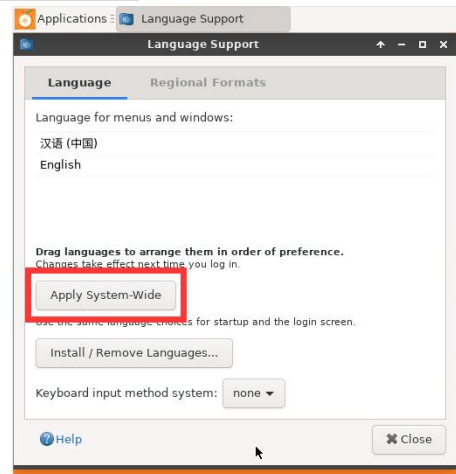 Applications
Language Support
Language Support
Language
Regional Formats
Language for menus and windows:
汉语 (中国)
English
Drag languages to arrange them in order of preference.
Changes take effect next time you log in.
Apply System-Wide
Use the same language choices for startup and the login screen.
Install / Remove Languages...
Keyboard input method system: none
Help
Close